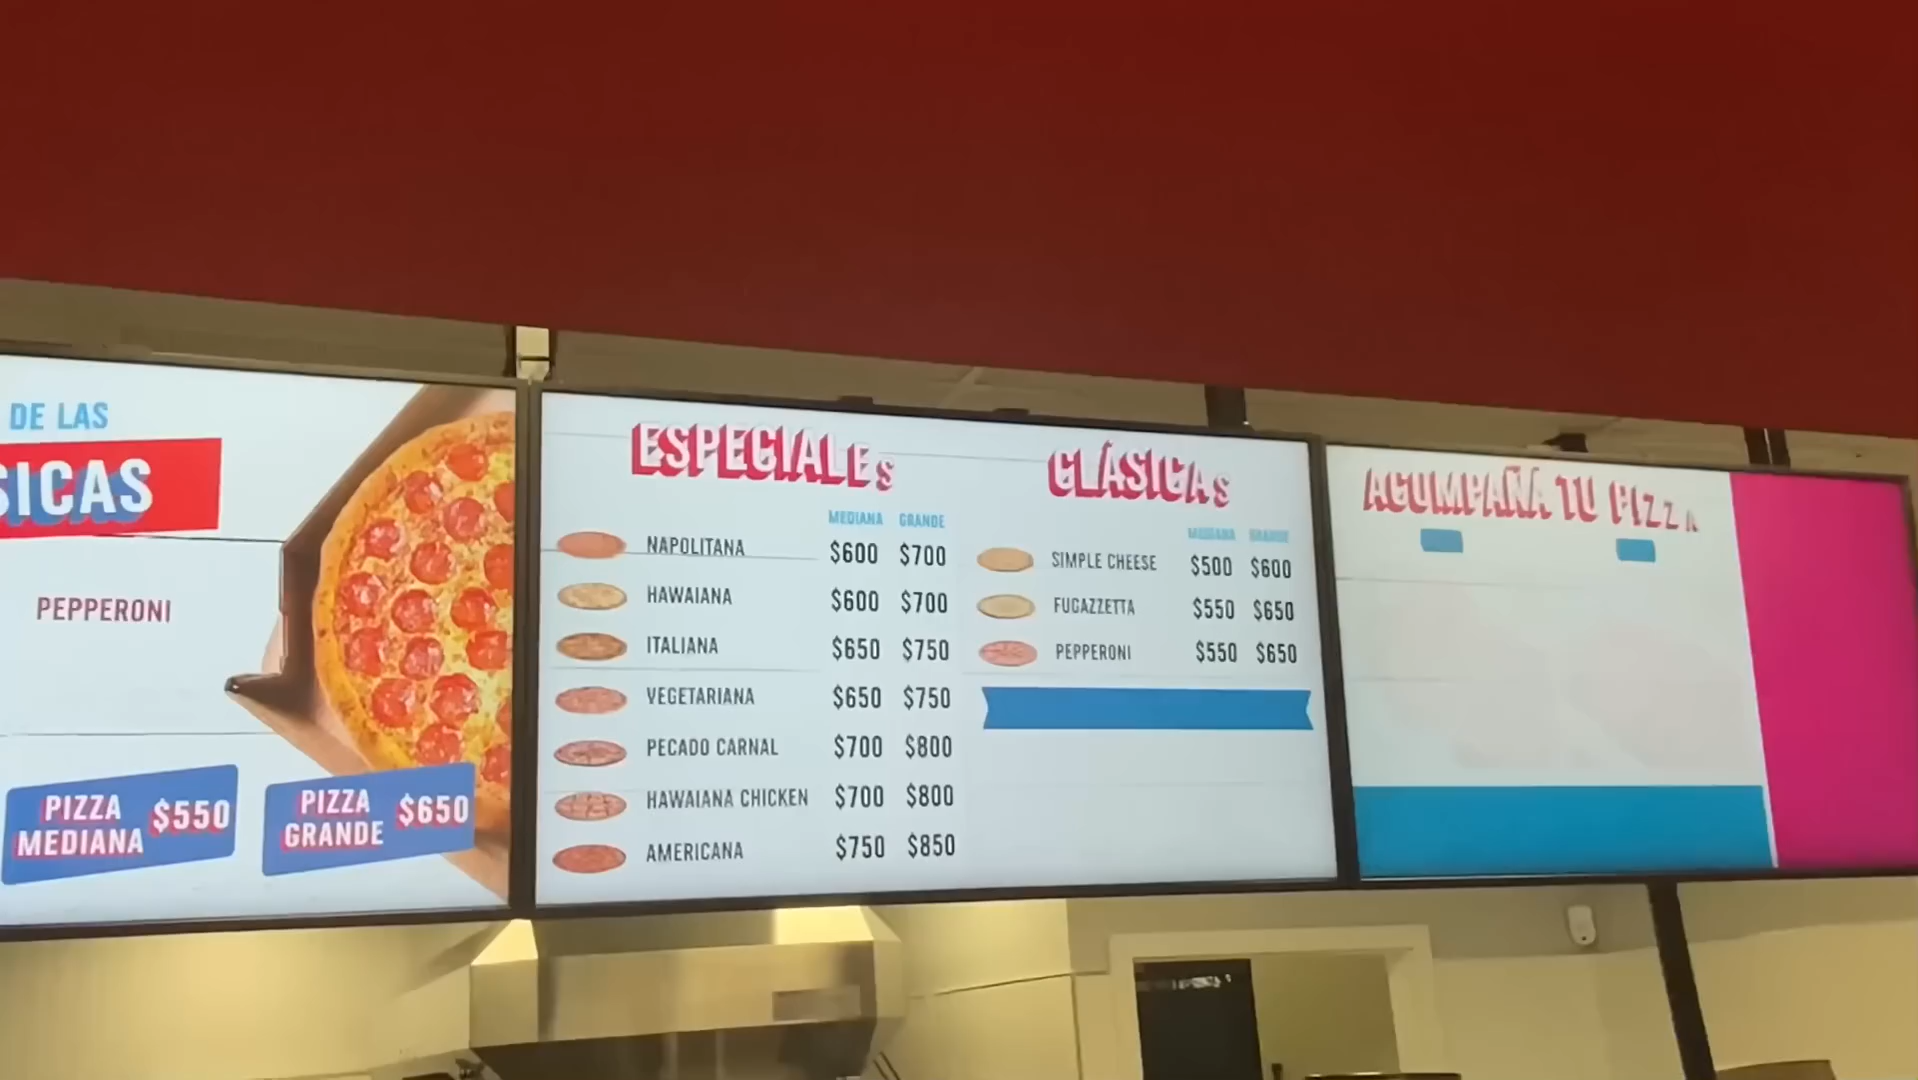 DE LAS
SICAS
PEPPERONI
PIZZA MEDIANA $550
PIZZA GRANDE $650
ESPECIALES
MEDIANA GRANDE
NAPOLITANA $600 $700
HAWAIANA $600 $700
ITALIANA $650 $750
VEGETARIANA $650 $750
PECADO CARNAL $700 $800
HAWAIANA CHICKEN $700 $800
AMERICANA $750 $850
CLÁSICAS
MEDIANA GRANDE
SIMPLE CHEESE $500 $600
FUGAZZETTA $550 $650
PEPPERONI $550 $650
ACOMPAÑA TU PIZZA